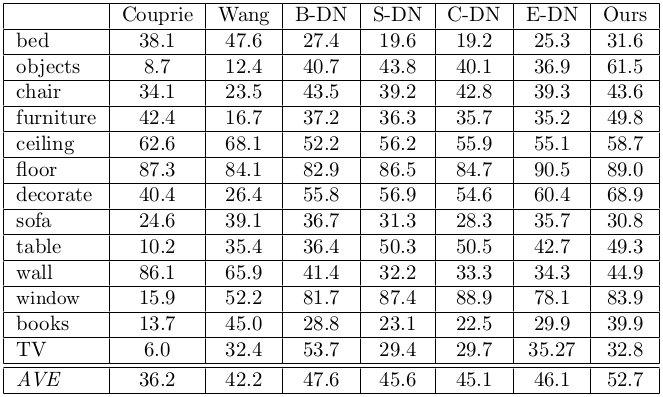 Couprie Wang B-DN S-DN C-DN E-DN Ours
bed 38.1 47.6 27.4 19.6 19.2 25.3 31.6
objects 8.7 12.4 40.7 43.8 40.1 36.9 61.5
chair 34.1 23.5 43.5 39.2 42.8 39.3 43.6
furniture 42.4 16.7 37.2 36.3 35.7 35.2 49.8
ceiling 62.6 68.1 52.2 56.2 55.9 55.1 58.7
floor 87.3 84.1 82.9 86.5 84.7 90.5 89.0
decorate 40.4 26.4 55.8 56.9 54.6 60.4 68.9
sofa 24.6 39.1 36.7 31.3 28.3 35.7 30.8
table 10.2 35.4 36.4 50.3 50.5 42.7 49.3
wall 86.1 65.9 41.4 32.2 33.3 34.3 44.9
window 15.9 52.2 81.7 87.4 88.9 78.1 83.9
books 13.7 45.0 28.8 23.1 22.5 29.9 39.9
TV 6.0 32.4 53.7 29.4 29.7 35.27 32.8
AVE 36.2 42.2 47.6 45.6 45.1 46.1 52.7